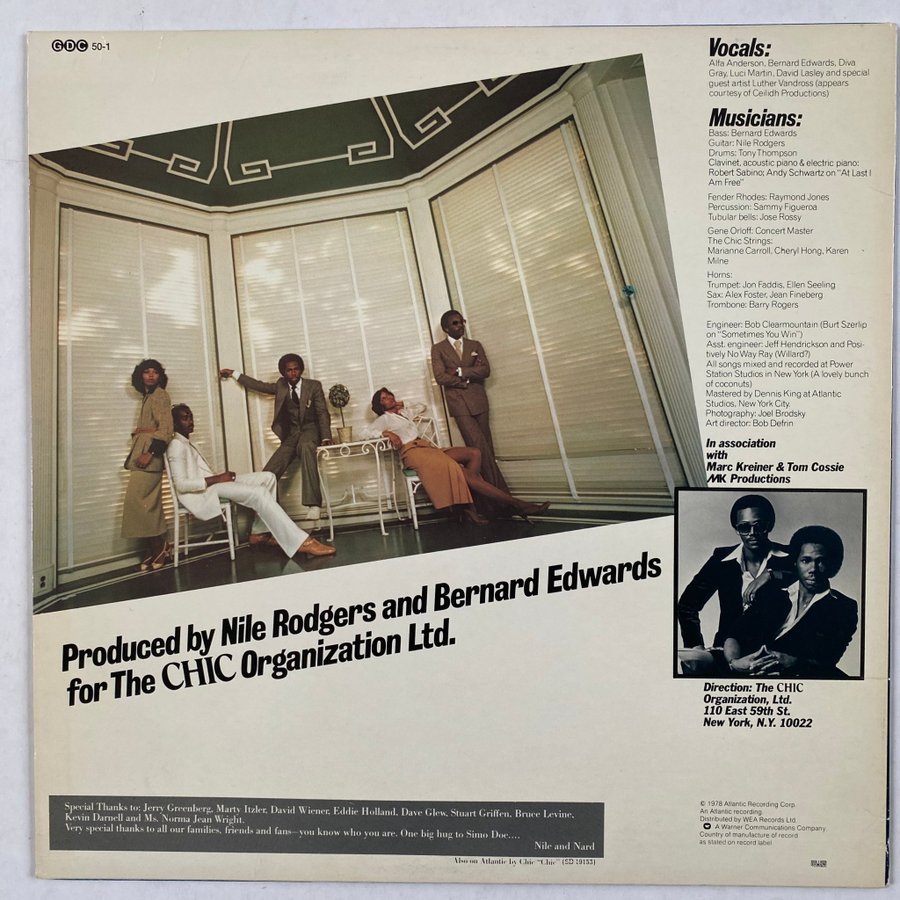 GDC 50-1
Vocals:
Alfa Anderson, Bernard Edwards, Diva
Gray, Luci Martin, David Lasley and special
guest artist Luther Vandross (appears
courtesy of Ceilidh Productions)
Musicians:
Bass: Bernard Edwards
Guitar: Nile Rodgers
Drums: Tony Thompson
Clavinet, acoustic piano & electric piano:
Robert Sabino; Andy Schwartz on "At Last I
Am Free"
Fender Rhodes: Raymond Jones
Percussion: Sammy Figueroa
Tubular bells: Jose Rossy
Gene Orloff: Concert Master
The Chic Strings:
Marianne Carroll, Cheryl Hong, Karen
Milne
Horns:
Trumpet: Jon Faddis, Ellen Seeling
Sax: Alex Foster, Jean Fineberg
Trombone: Barry Rogers
Engineer: Bob Clearmountain (Burt Szerlip
on "Sometimes You Win")
Asst. engineer: Jeff Hendrickson and Posi-
tively No Way Ray (Willard?)
All songs mixed and recorded at Power
Station Studios in New York (A lovely bunch
of coconuts)
Mastered by Dennis King at Atlantic
Studios, New York City.
Photography: Joel Brodsky
Art director: Bob Defrin
In association
with
Marc Kreiner & Tom Cossie
MK Productions
Produced by Nile Rodgers and Bernard Edwards
for The CHIC Organization Ltd.
Direction: The CHIC
Organization, Ltd.
110 East 59th St.
New York, N.Y. 10022
Special Thanks to: Jerry Greenberg, Marty Itzler, David Wiener, Eddie Holland, Dave Glew, Stuart Griffen, Bruce Levine,
Kevin Darnell and Ms. Norma Jean Wright.
Very special thanks to all our families, friends and fans—you know who you are. One big hug to Simo Doe....
Nile and Nard
Also on Atlantic by Chic "Chic" (SD 19153)
© 1978 Atlantic Recording Corp.
An Atlantic recording.
Distributed by WEA Records Ltd.
A Warner Communications Company.
Country of manufacture of record
as stated on record label